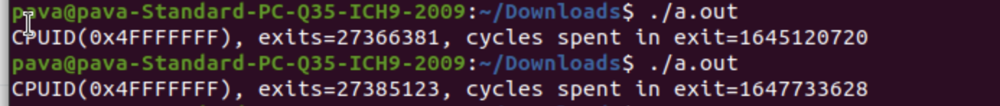 pava@pava-Standard-PC-Q35-ICH9-2009:~/Downloads$ ./a.out
CPUID(0x4FFFFFFF), exits=27366381, cycles spent in exit=1645120720
pava@pava-Standard-PC-Q35-ICH9-2009:~/Downloads$ ./a.out
CPUID(0x4FFFFFFF), exits=27385123, cycles spent in exit=1647733628